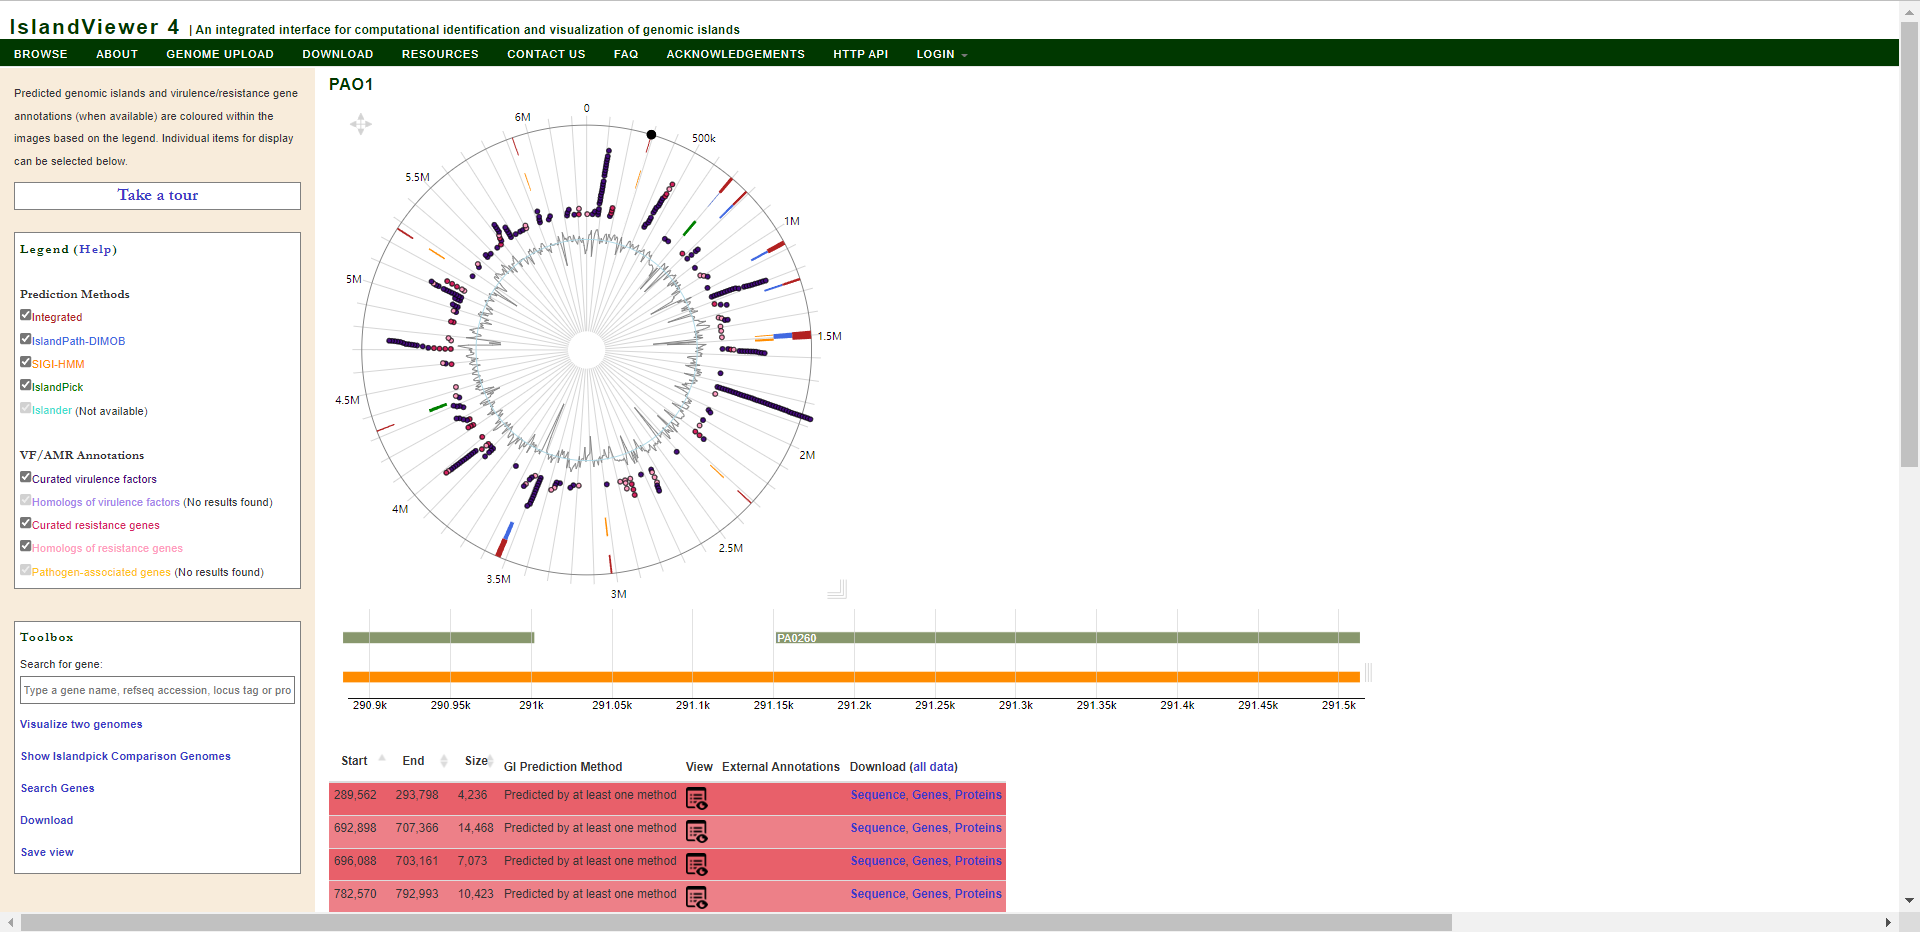 IslandViewer 4 | An integrated interface for computational identification and visualization of genomic islands
BROWSE ABOUT GENOME UPLOAD DOWNLOAD RESOURCES CONTACT US FAQ ACKNOWLEDGEMENTS HTTP API LOGIN
Predicted genomic islands and virulence/resistance gene
annotations (when available) are coloured within the
images based on the legend. Individual items for display
can be selected below.
Take a tour
Legend (Help)
Prediction Methods
Integrated
IslandPath-DIMOB
SIGI-HMM
IslandPick
Islander (Not available)
VF/AMR Annotations
Curated virulence factors
Homologs of virulence factors (No results found)
Curated resistance genes
Homologs of resistance genes
Pathogen-associated genes (No results found)
Toolbox
Search for gene:
Type a gene name, refseq accession, locus tag or pro
Visualize two genomes
Show Islandpick Comparison Genomes
Search Genes
Download
Save view
PAO1
0
500k
1M
1.5M
2M
2.5M
3M
3.5M
4M
4.5M
5M
5.5M
6M
PA0260
290.9k 290.95k 291k 291.05k 291.1k 291.15k 291.2k 291.25k 291.3k 291.35k 291.4k 291.45k 291.5k
Start End Size GI Prediction Method View External Annotations Download (all data)
289,562 293,798 4,236 Predicted by at least one method Sequence, Genes, Proteins
692,898 707,366 14,468 Predicted by at least one method Sequence, Genes, Proteins
696,088 703,161 7,073 Predicted by at least one method Sequence, Genes, Proteins
782,570 792,993 10,423 Predicted by at least one method Sequence, Genes, Proteins